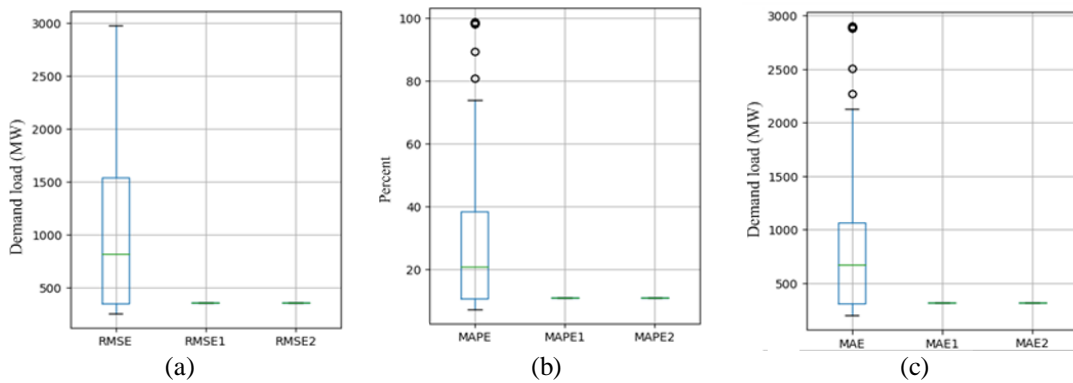 Demand load (MW)
3000
2500
2000
1500
1000
500
RMSE RMSE1 RMSE2
(a)
Percent
100
80
60
40
20
MAPE MAPE1 MAPE2
(b)
Demand load (MW)
3000
2500
2000
1500
1000
500
MAE MAE1 MAE2
(c)